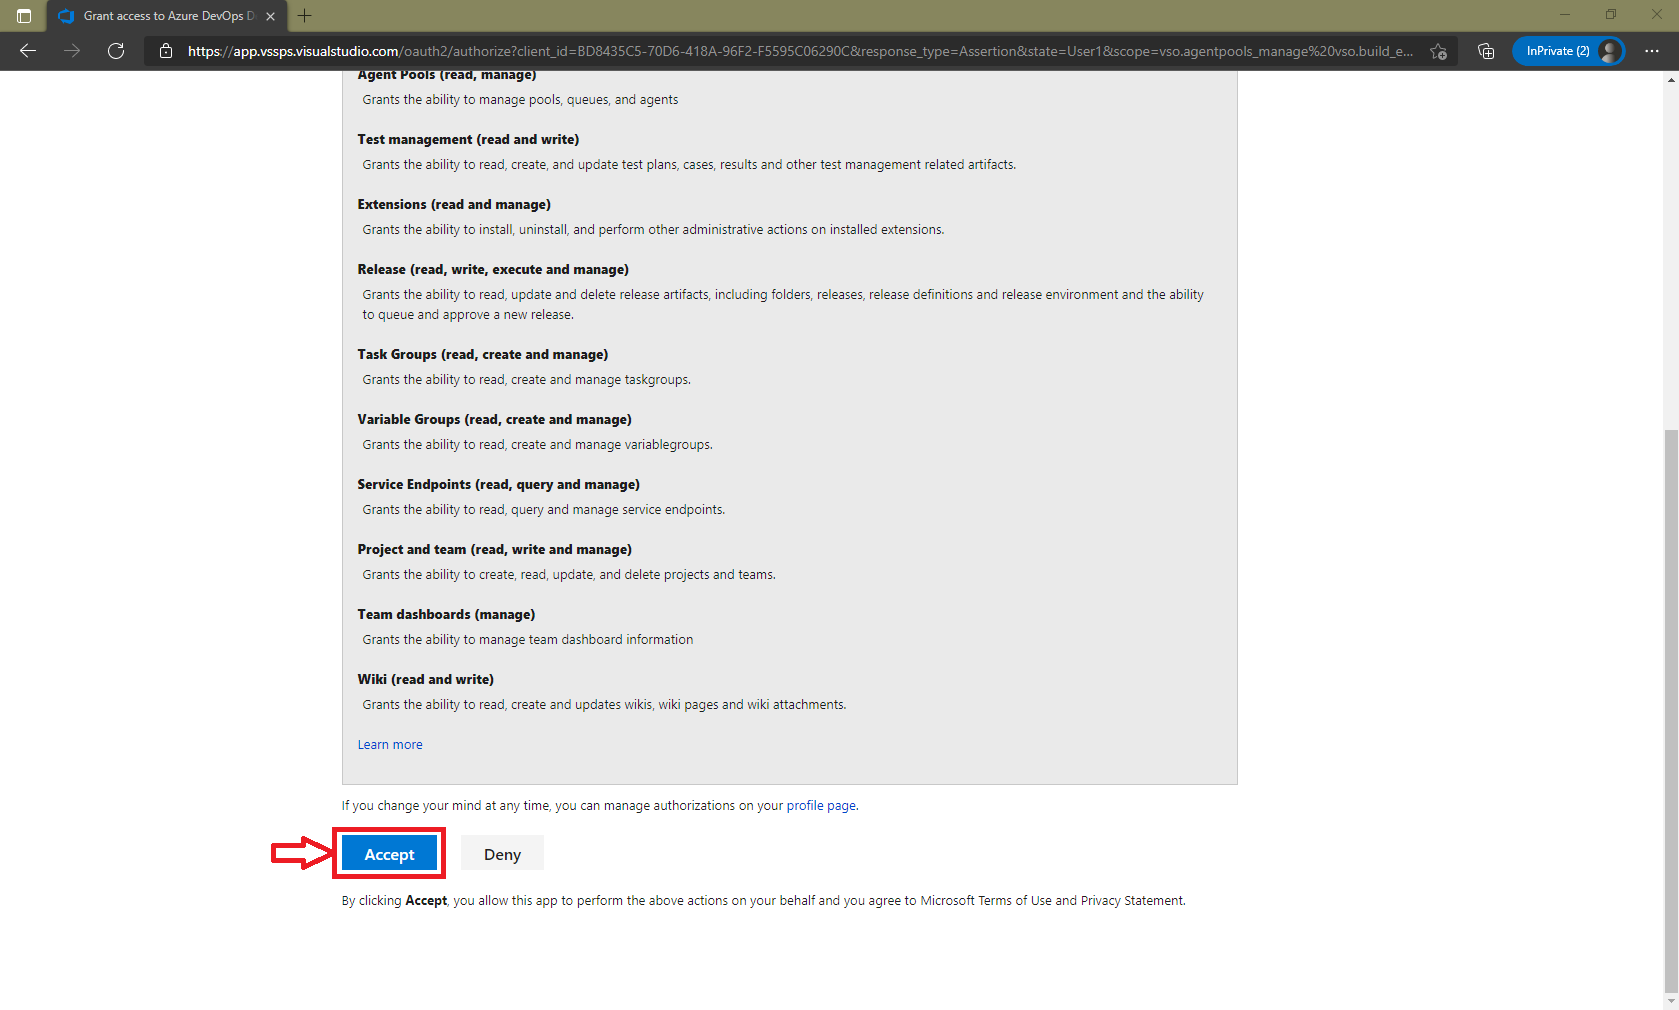 Grant access to Azure DevOps D
https://app.vssps.visualstudio.com/oauth2/authorize?client_id=BD8435C5-70D6-418A-96F2-F5595C06290C&response_type=Assertion&state=User1&scope=vso.agentpools_manage%20vso.build_e...
InPrivate (2)
Agent Pools (read, manage)
Grants the ability to manage pools, queues, and agents
Test management (read and write)
Grants the ability to read, create, and update test plans, cases, results and other test management related artifacts.
Extensions (read and manage)
Grants the ability to install, uninstall, and perform other administrative actions on installed extensions.
Release (read, write, execute and manage)
Grants the ability to read, update and delete release artifacts, including folders, releases, release definitions and release environment and the ability
to queue and approve a new release.
Task Groups (read, create and manage)
Grants the ability to read, create and manage taskgroups.
Variable Groups (read, create and manage)
Grants the ability to read, create and manage variablegroups.
Service Endpoints (read, query and manage)
Grants the ability to read, query and manage service endpoints.
Project and team (read, write and manage)
Grants the ability to create, read, update, and delete projects and teams.
Team dashboards (manage)
Grants the ability to manage team dashboard information
Wiki (read and write)
Grants the ability to read, create and updates wikis, wiki pages and wiki attachments.
Learn more
If you change your mind at any time, you can manage authorizations on your profile page.
Accept
Deny
By clicking Accept, you allow this app to perform the above actions on your behalf and you agree to Microsoft Terms of Use and Privacy Statement.